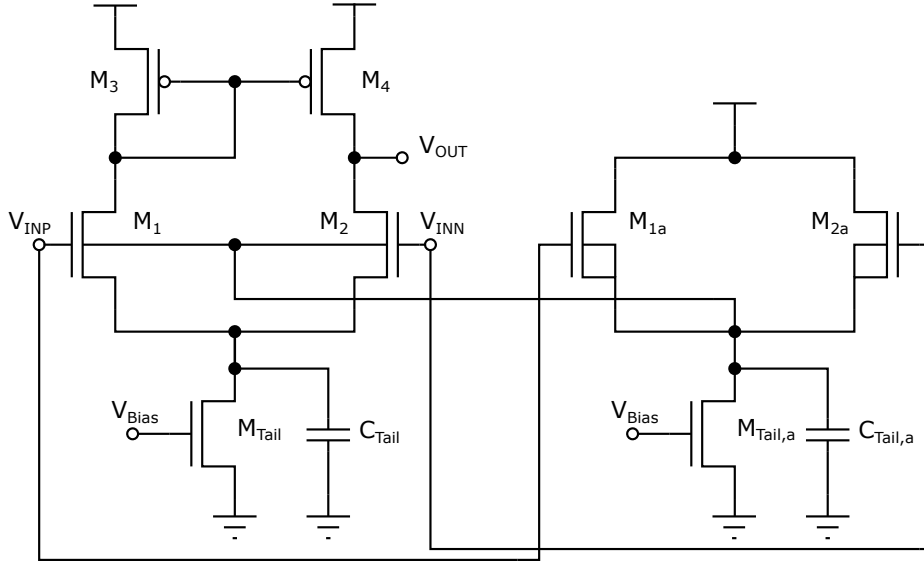 M3
M4
VOUT
VINP
M1
M2
VINN
M1a
M2a
VBias
MTail
CTail
VBias
MTail,a
CTail,a